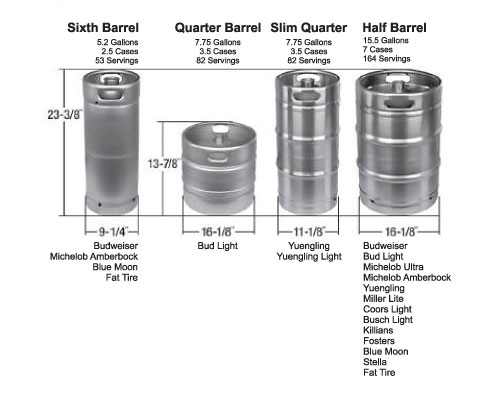 Sixth Barrel
5.2 Gallons
2.5 Cases
53 Servings
Quarter Barrel
7.75 Gallons
3.5 Cases
82 Servings
Slim Quarter
7.75 Gallons
3.5 Cases
82 Servings
Half Barrel
15.5 Gallons
7 Cases
164 Servings
23-3/8"
13-7/8"
9-1/4"
16-1/8"
11-1/8"
16-1/8"
Budweiser
Michelob Amberbock
Blue Moon
Fat Tire
Bud Light
Yuengling
Yuengling Light
Budweiser
Bud Light
Michelob Ultra
Michelob Amberbock
Yuengling
Miller Lite
Coors Light
Busch Light
Killians
Fosters
Blue Moon
Stella
Fat Tire